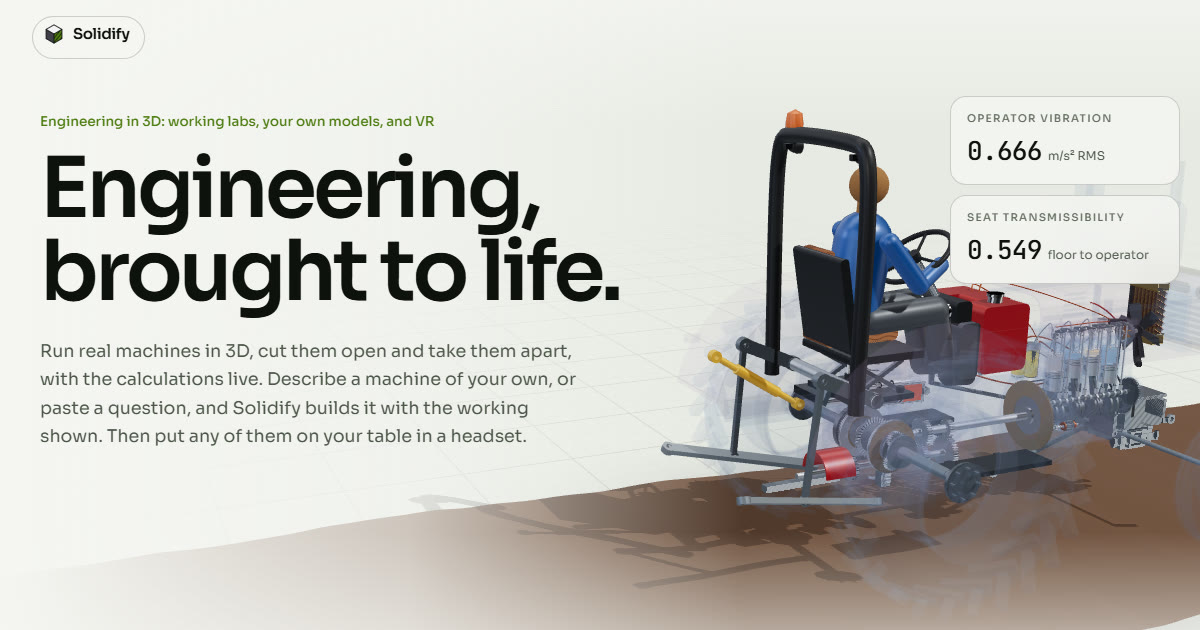 Solidify
Engineering in 3D: working labs, your own models, and VR
Engineering,
brought to life.
Run real machines in 3D, cut them open and take them apart,
with the calculations live. Describe a machine of your own, or
paste a question, and Solidify builds it with the working
shown. Then put any of them on your table in a headset.
OPERATOR VIBRATION
0.666 m/s² RMS
SEAT TRANSMISSIBILITY
0.549 floor to operator